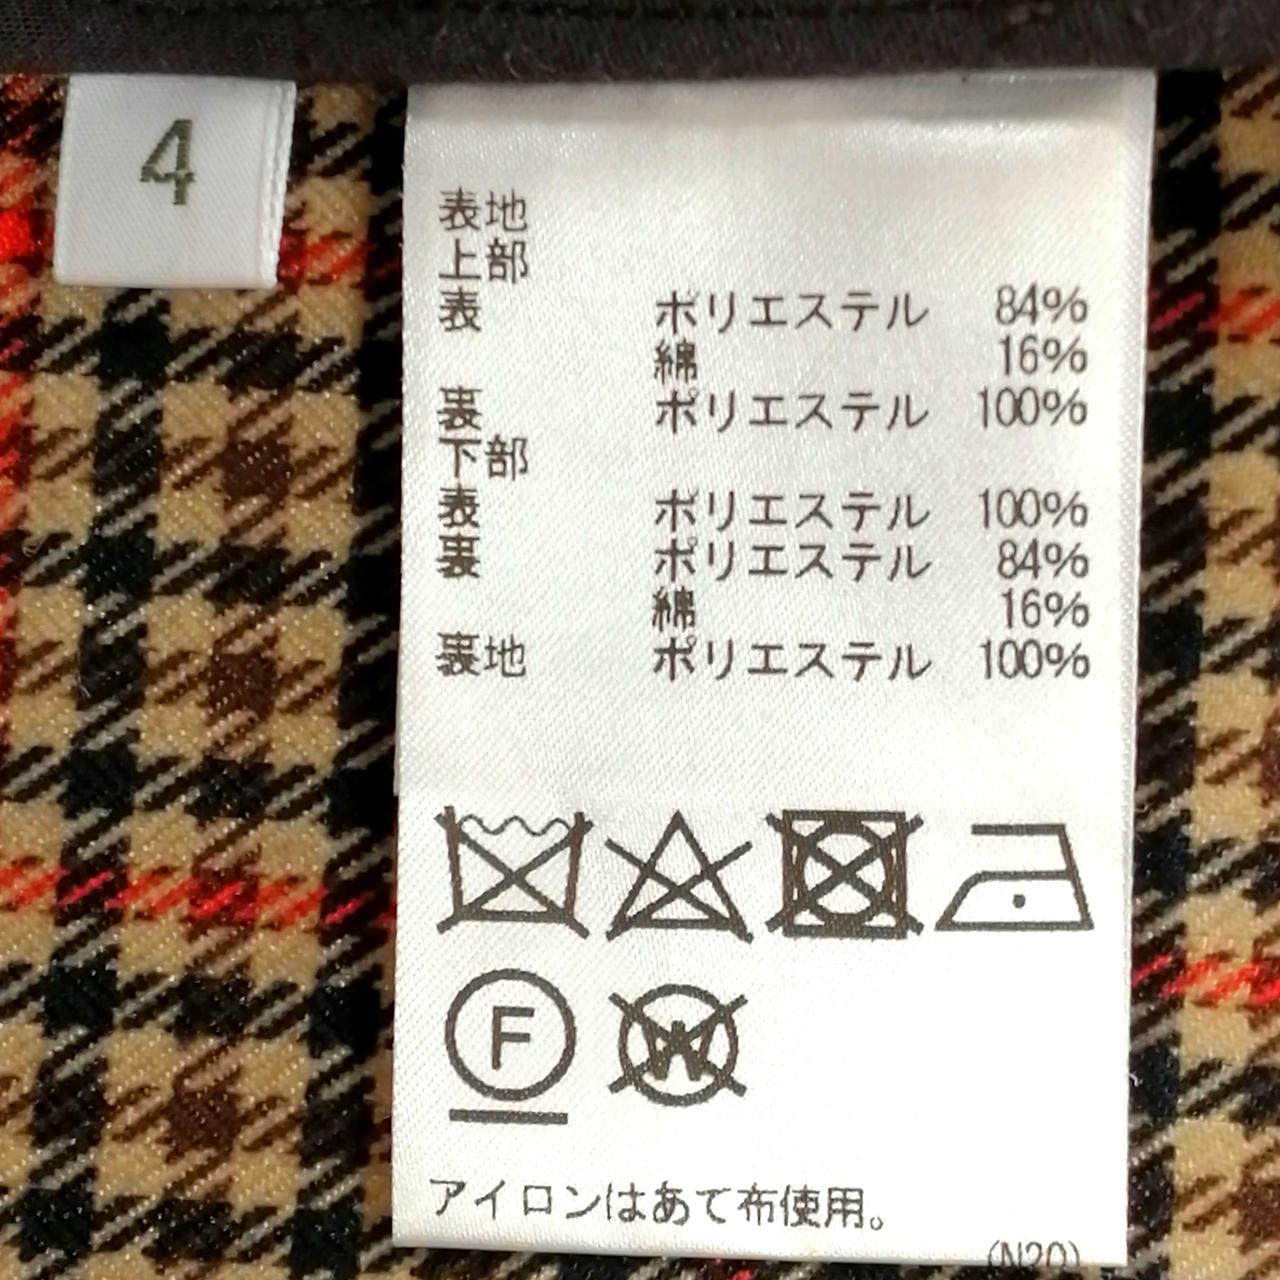 4
表地
上部
表 ポリエステル 84%
綿 16%
裏 ポリエステル 100%
下部
表 ポリエステル 100%
裏 ポリエステル 84%
綿 16%
裏地 ポリエステル 100%
F W
アイロンはあて布使用。
(N20)